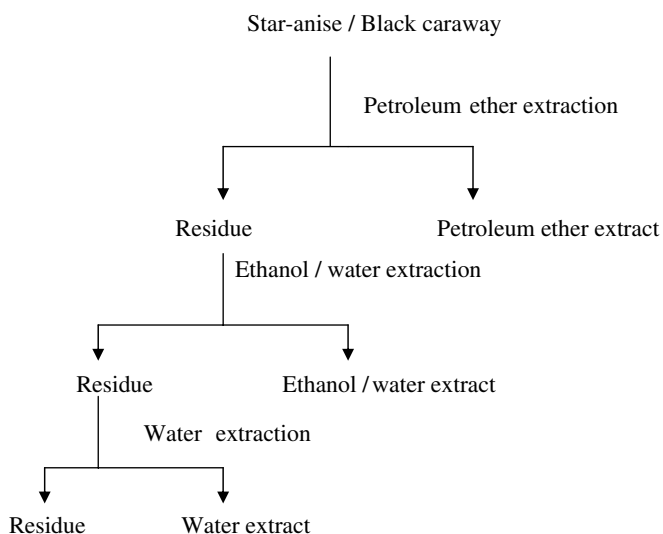 Star-anise / Black caraway
Petroleum ether extraction
Residue
Petroleum ether extract
Ethanol / water extraction
Residue
Ethanol / water extract
Water extraction
Residue
Water extract